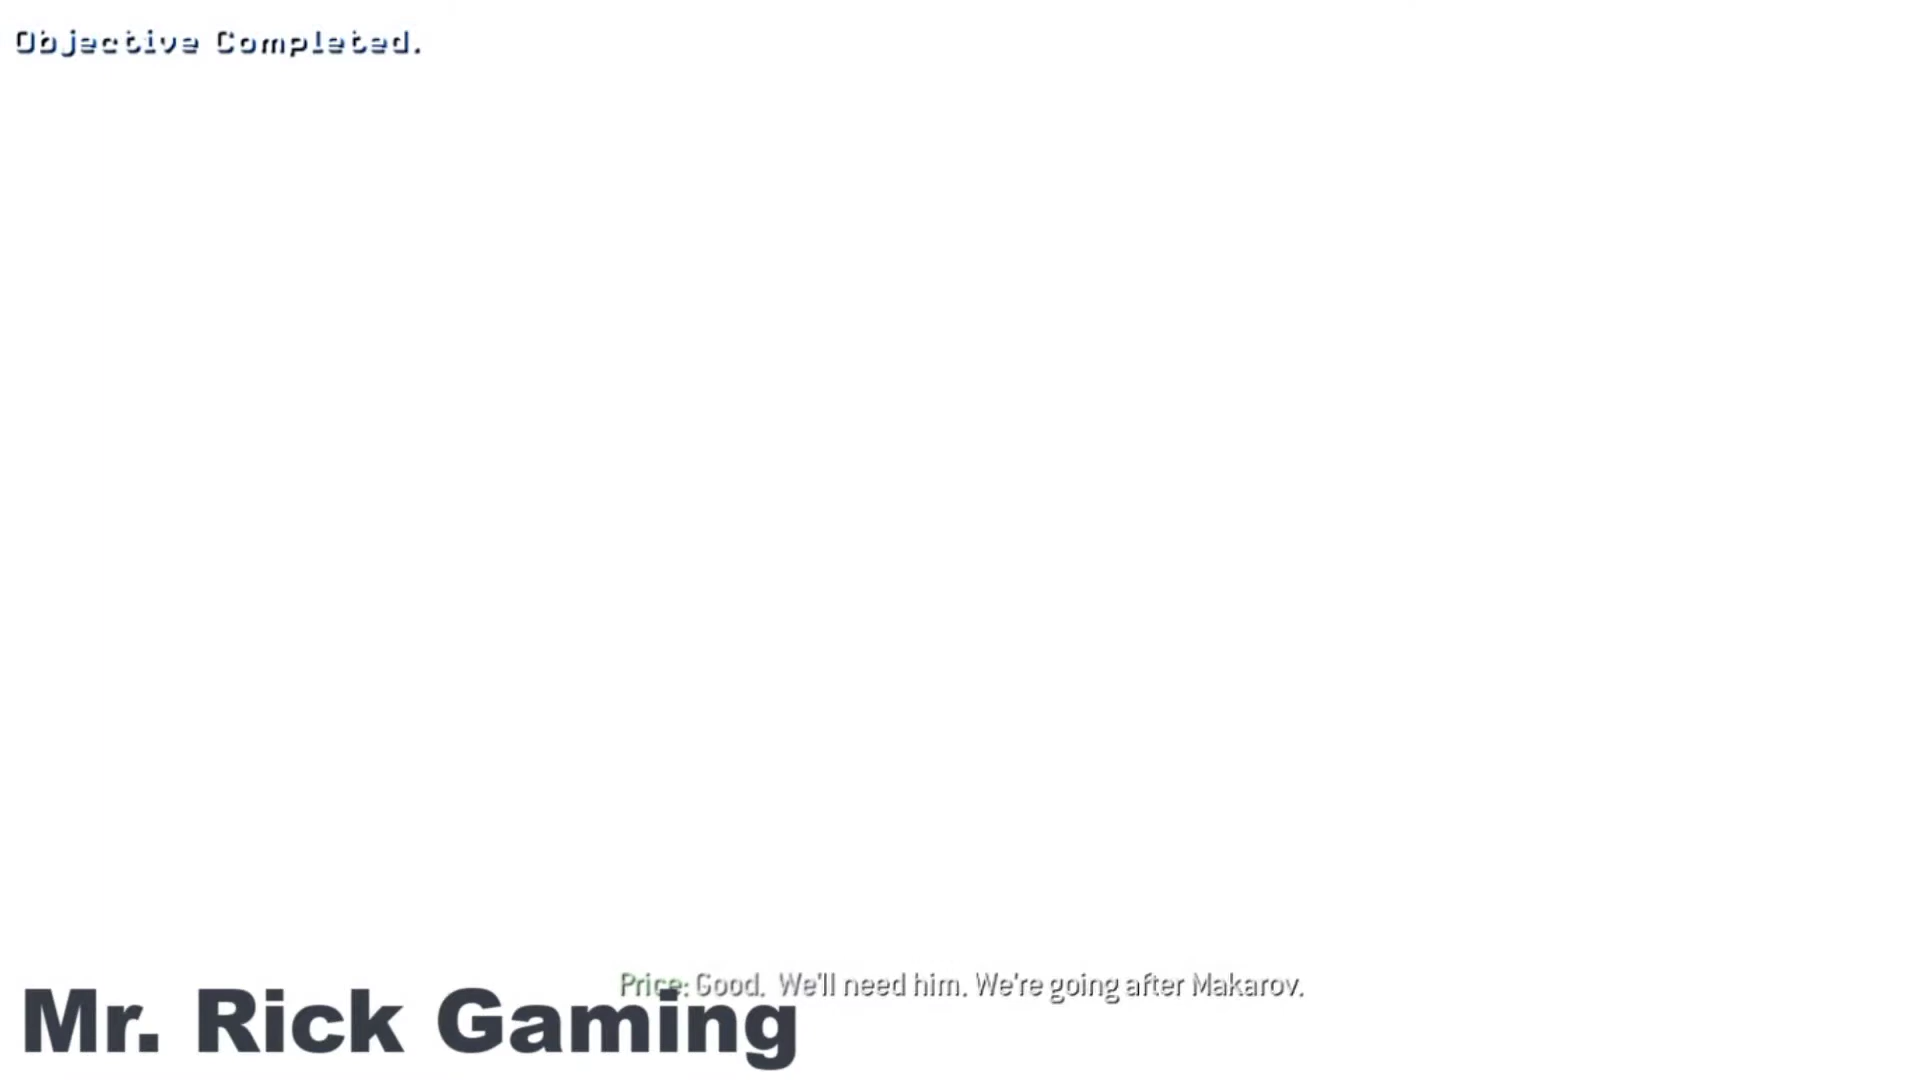 Objective Completed.
Price: Good. We'll need him. We're going after Makarov.
Mr. Rick Gaming